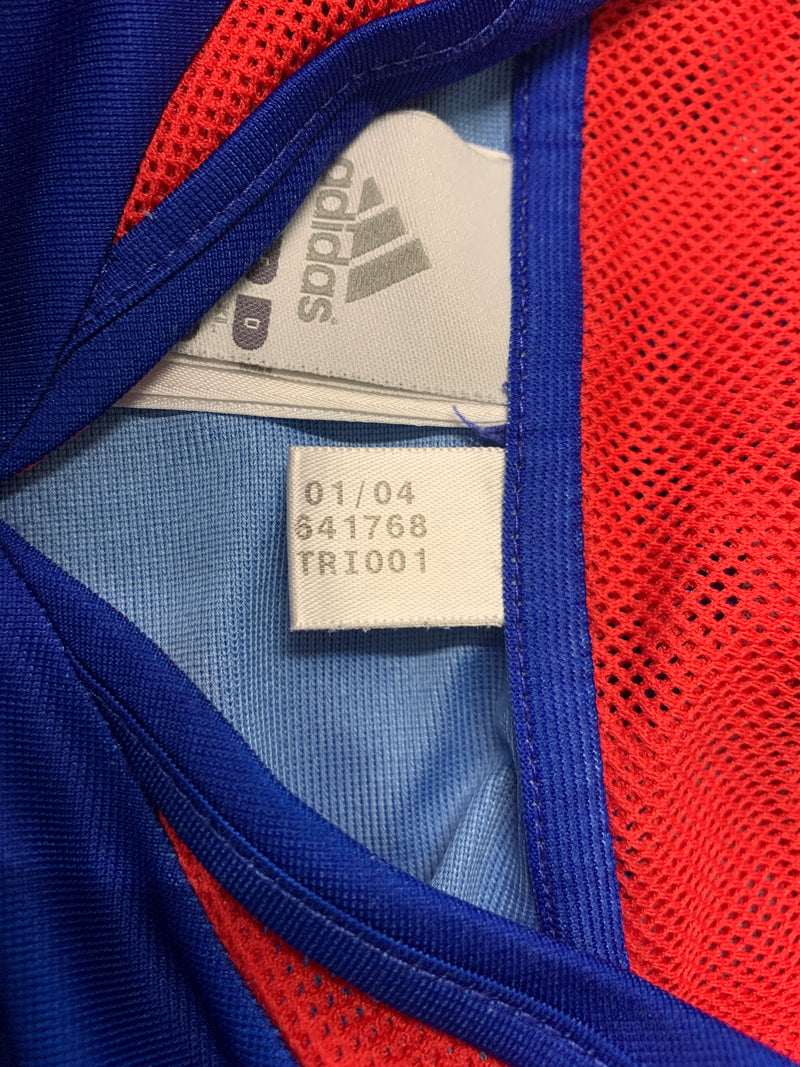 adidas
D
01/04
641768
TRI001